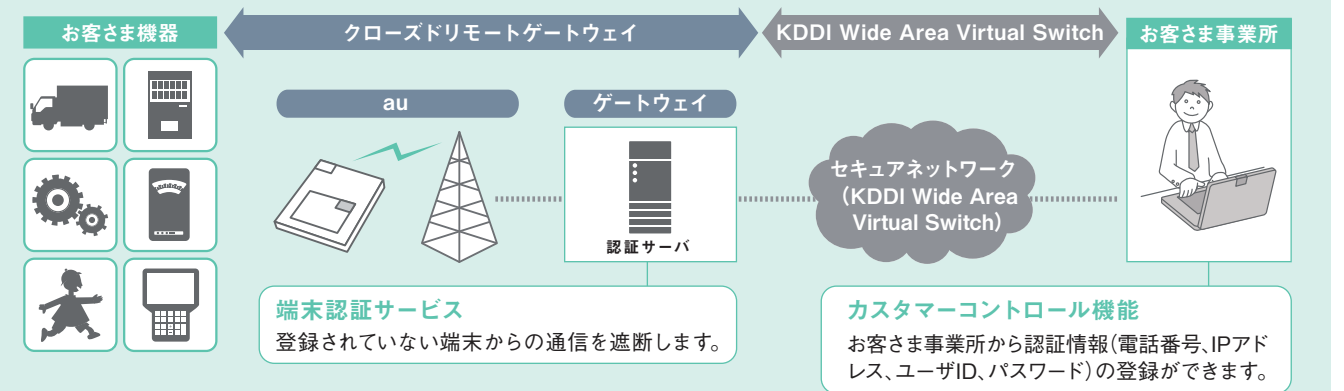 お客さま機器
クローズドリモートゲートウェイ
KDDI Wide Area Virtual Switch
お客さま事業所
au
ゲートウェイ
認証サーバ
セキュアネットワーク
（KDDI Wide Area
Virtual Switch）
端末認証サービス
登録されていない端末からの通信を遮断します。
カスタマーコントロール機能
お客さま事業所から認証情報（電話番号、IPアド
レス、ユーザID、パスワード）の登録ができます。